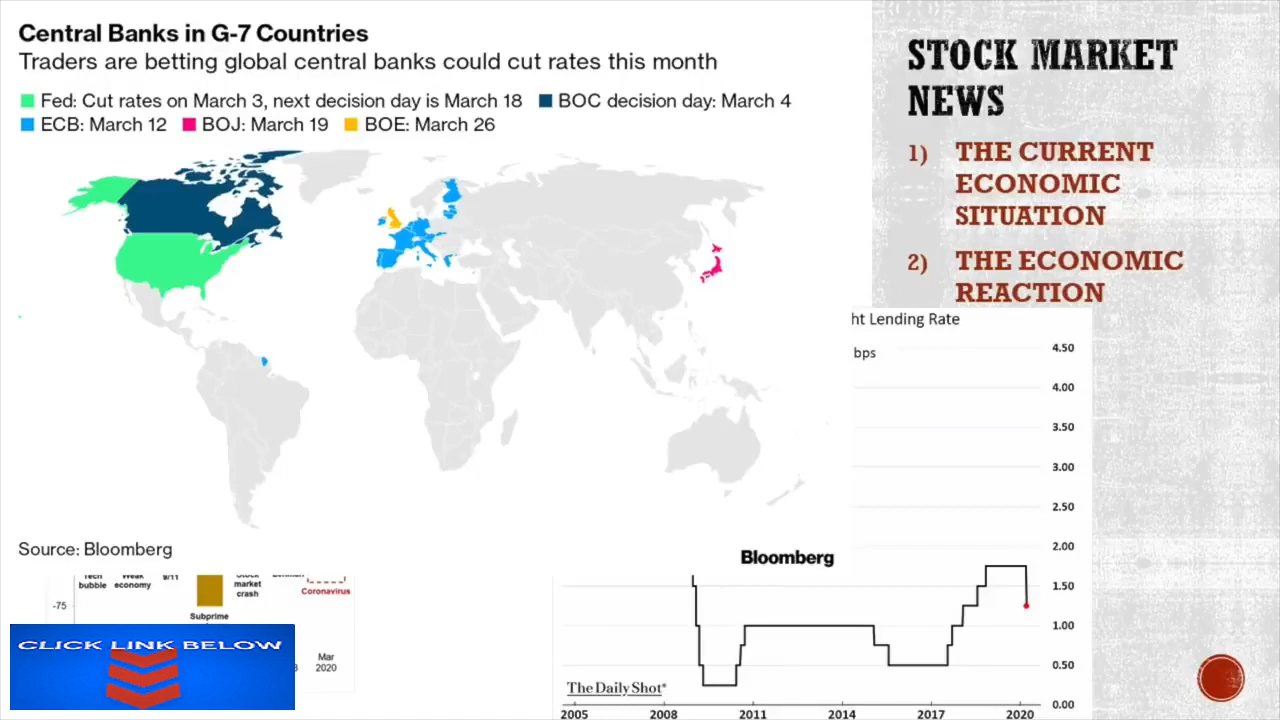 Central Banks in G-7 Countries
Traders are betting global central banks could cut rates this month
Fed: Cut rates on March 3, next decision day is March 18 BOC decision day: March 4
ECB: March 12 BOJ: March 19 BOE: March 26
STOCK MARKET
NEWS
1) THE CURRENT
ECONOMIC
SITUATION
2) THE ECONOMIC
REACTION
ht Lending Rate
bps
4.50
4.00
3.50
3.00
2.50
2.00
1.50
1.00
0.50
0.00
Source: Bloomberg
Bloomberg
Tech
bubble
Weak
economy
9/11
Stock
market
crash
Coronavirus
-75
Subprime
Mar
2020
CLICK LINK BELOW
The Daily Shot*
2005 2008 2011 2014 2017 2020